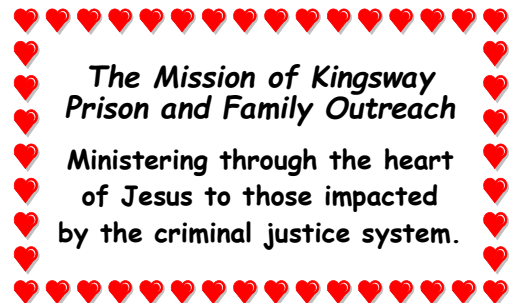 The Mission of Kingsway
Prison and Family Outreach
Ministering through the heart
of Jesus to those impacted
by the criminal justice system.